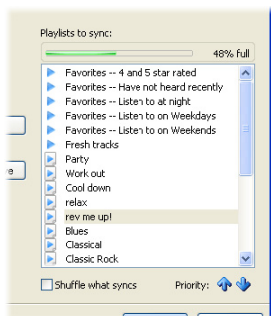 Playlists to sync:
48% full
Favorites -- 4 and 5 star rated
Favorites -- Have not heard recently
Favorites -- Listen to at night
Favorites -- Listen to on Weekdays
Favorites -- Listen to on Weekends
Fresh tracks
Party
Work out
Cool down
relax
rev me up!
Blues
Classical
Classic Rock
Shuffle what syncs Priority: